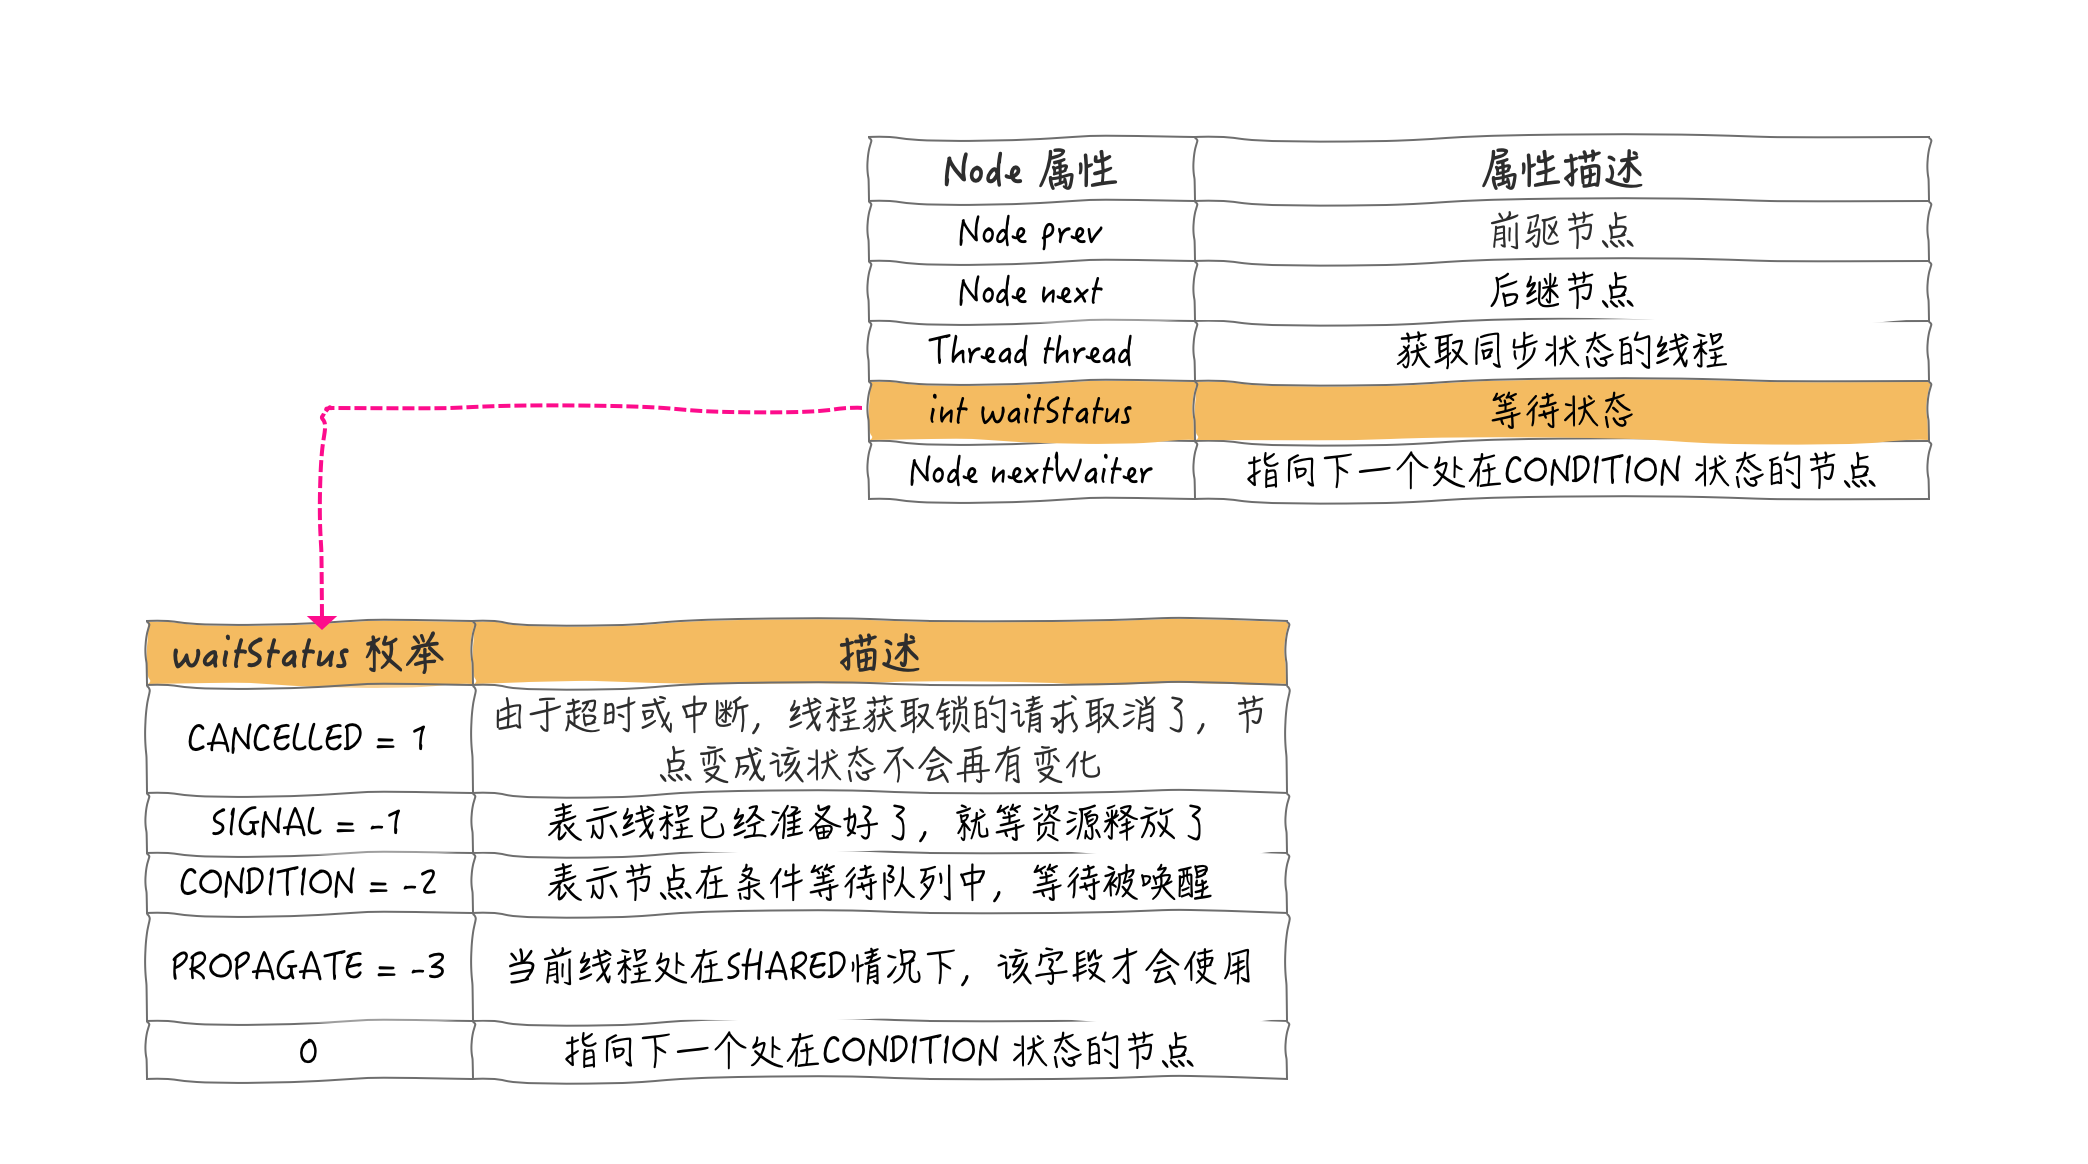 Node 属性 属性描述
Node prev 前驱节点
Node next 后继节点
Thread thread 获取同步状态的线程
int waitStatus 等待状态
Node nextWaiter 指向下一个处在CONDITION 状态的节点
waitStatus 枚举 描述
CANCELLED = 1 由于超时或中断，线程获取锁的请求取消了，节
点变成该状态不会再有变化
SIGNAL = -1 表示线程已经准备好了，就等资源释放了
CONDITION = -2 表示节点在条件等待队列中，等待被唤醒
PROPAGATE = -3 当前线程处在SHARED情况下，该字段才会使用
0 指向下一个处在CONDITION 状态的节点